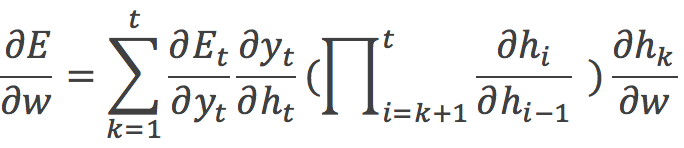 ∂E/∂w = ∑_{k=1}^{t} ∂E_t/∂y_t ∂y_t/∂h_t (∏_{i=k+1}^{t} ∂h_i/∂h_{i−1} ) ∂h_k/∂w